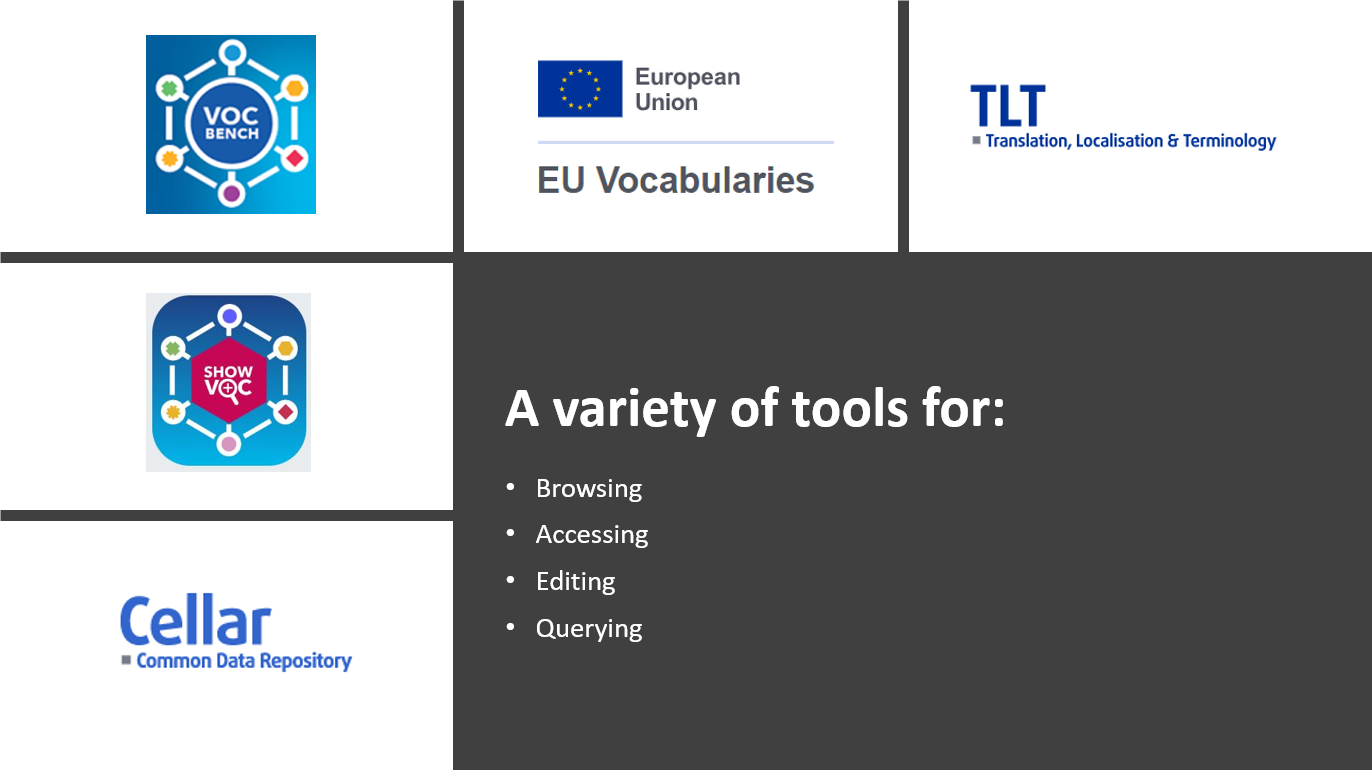 VOC
BENCH
European
Union
EU Vocabularies
TLT
Translation, Localisation & Terminology
SHOW
VOC
Cellar
Common Data Repository
A variety of tools for:
• Browsing
• Accessing
• Editing
• Querying